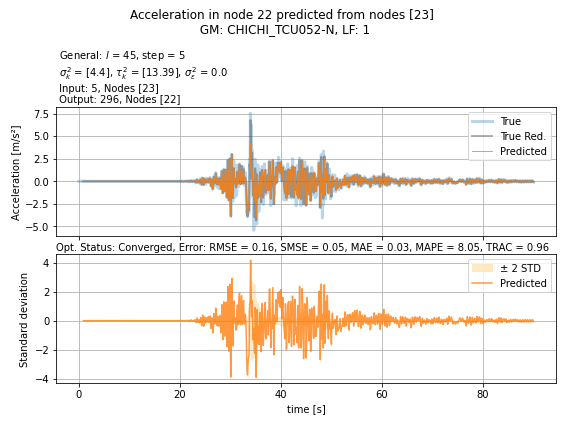 Acceleration in node 22 predicted from nodes [23]
GM: CHICHI_TCU052-N, LF: 1
General: l = 45, step = 5
σ²ₖ = [4.4], τ²ₖ = [13.39], σ²ε = 0.0
Input: 5, Nodes [23]
Output: 296, Nodes [22]
Acceleration [m/s²]
7.5
5.0
2.5
0.0
−2.5
−5.0
True
True Red.
Predicted
Opt. Status: Converged, Error: RMSE = 0.16, SMSE = 0.05, MAE = 0.03, MAPE = 8.05, TRAC = 0.96
Standard deviation
4
2
0
−2
−4
± 2 STD
Predicted
0
20
40
60
80
time [s]